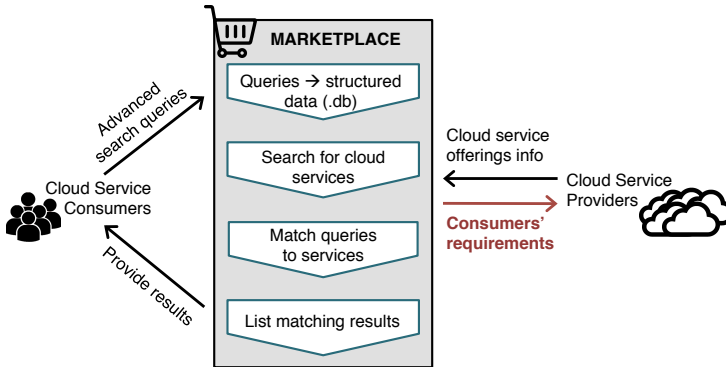 MARKETPLACE
Queries → structured
data (.db)
Search for cloud
services
Match queries
to services
List matching results
Advanced
search queries
Cloud Service
Consumers
Provide results
Cloud service
offerings info
Cloud Service
Providers
Consumers'
requirements